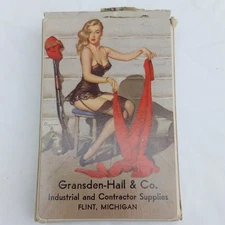 Gransden-Hall & Co.
Industrial and Contractor Supplies
FLINT, MICHIGAN